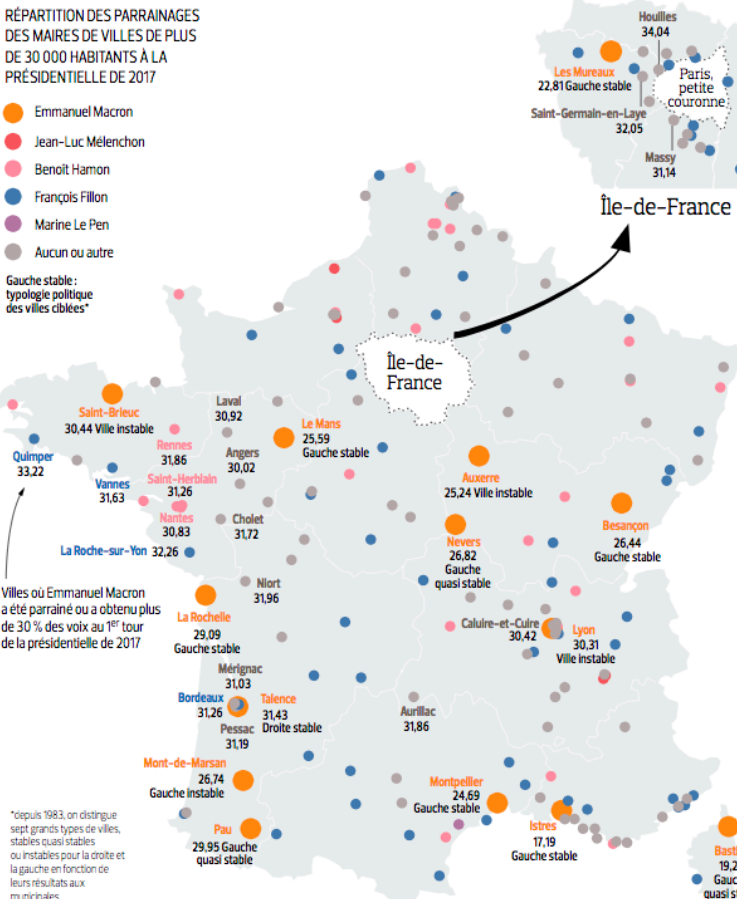 RÉPARTITION DES PARRAINAGES
DES MAIRES DE VILLES DE PLUS
DE 30 000 HABITANTS À LA
PRÉSIDENTIELLE DE 2017
Emmanuel Macron
Jean-Luc Mélenchon
Benoît Hamon
François Fillon
Marine Le Pen
Aucun ou autre
Gauche stable :
typologie politique
des villes ciblées*
Houilles
34,04
Les Mureaux
22,81 Gauche stable
Paris,
petite
couronne
Saint-Germain-en-Laye
32,05
Massy
31,14
Île-de-France
Île-de-
France
Saint-Brieuc
30,44 Ville instable
Laval
30,92
Le Mans
25,59
Gauche stable
Rennes
31,86
Angers
30,02
Quimper
33,22
Vannes
31,63
Saint-Herblain
31,26
Nantes
30,83
Cholet
31,72
Auxerre
25,24 Ville instable
Besançon
26,44
Gauche stable
Nevers
26,82
Gauche
quasi stable
La Roche-sur-Yon 32,26
Villes où Emmanuel Macron
a été parrainé ou a obtenu plus
de 30 % des voix au 1er tour
de la présidentielle de 2017
Niort
31,96
La Rochelle
29,09
Gauche stable
Caluire-et-Cuire
30,42
Lyon
30,31
Ville instable
Mérignac
31,03
Bordeaux
31,26
Talence
31,43
Droite stable
Pessac
31,19
Aurillac
31,86
Mont-de-Marsan
26,74
Gauche instable
Montpellier
24,69
Gauche stable
Istres
17,19
Gauche stable
Pau
29,95 Gauche
quasi stable
*depuis 1983, on distingue
sept grands types de villes,
stables quasi stables
ou instables pour la droite et
la gauche en fonction de
leurs résultats aux
municipales
Basti
19,2
Gauc
quasi st